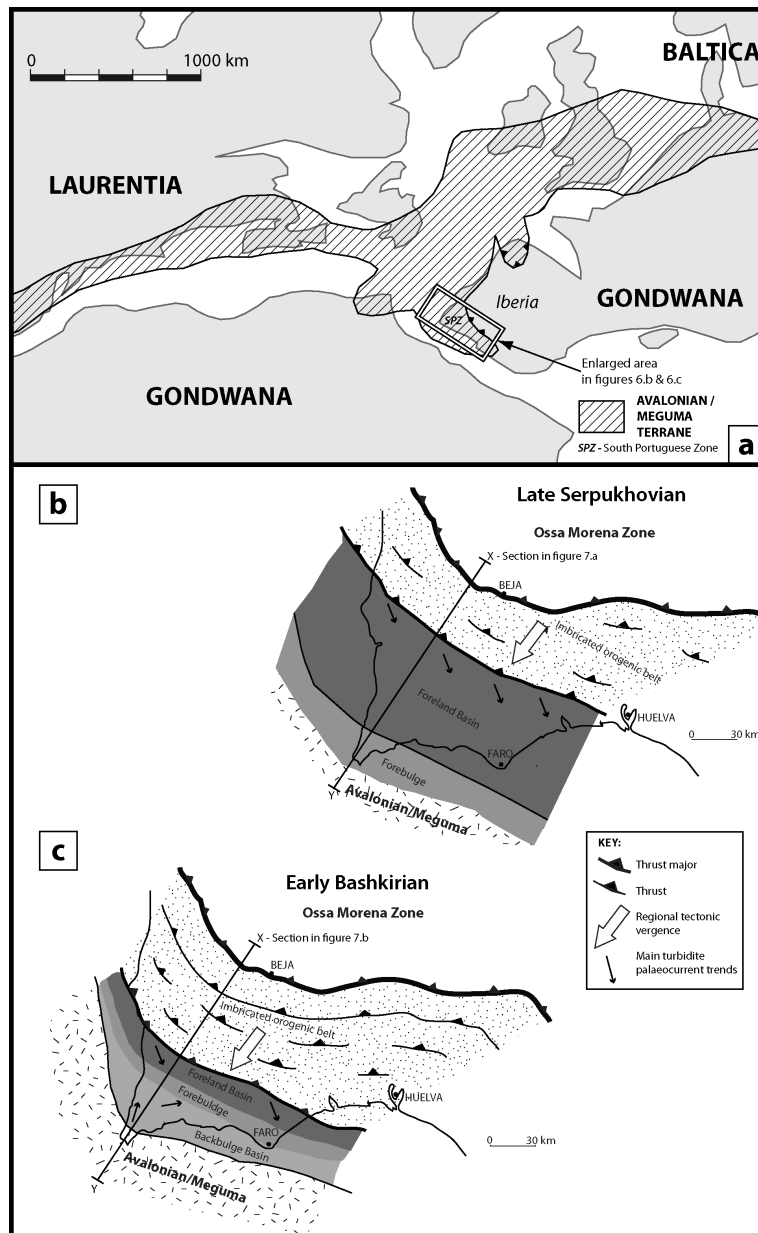 0 1000 km
BALTICA
LAURENTIA
Iberia
GONDWANA
SPZ
Enlarged area
in figures 6.b & 6.c
GONDWANA
AVALONIAN /
MEGUMA
TERRANE
SPZ - South Portuguese Zone
a
b
Late Serpukhovian
Ossa Morena Zone
X - Section in figure 7.a
BEJA
Imbricated orogenic belt
Foreland Basin
HUELVA
0 30 km
FARO
Forebulge
Y
Avalonian/Meguma
c
Early Bashkirian
Ossa Morena Zone
X - Section in figure 7.b
BEJA
Imbricated orogenic belt
Foreland Basin
Forebuldge
HUELVA
FARO
Backbulge Basin
0 30 km
Avalonian/Meguma
Y
KEY:
Thrust major
Thrust
Regional tectonic
vergence
Main turbidite
palaeocurrent trends